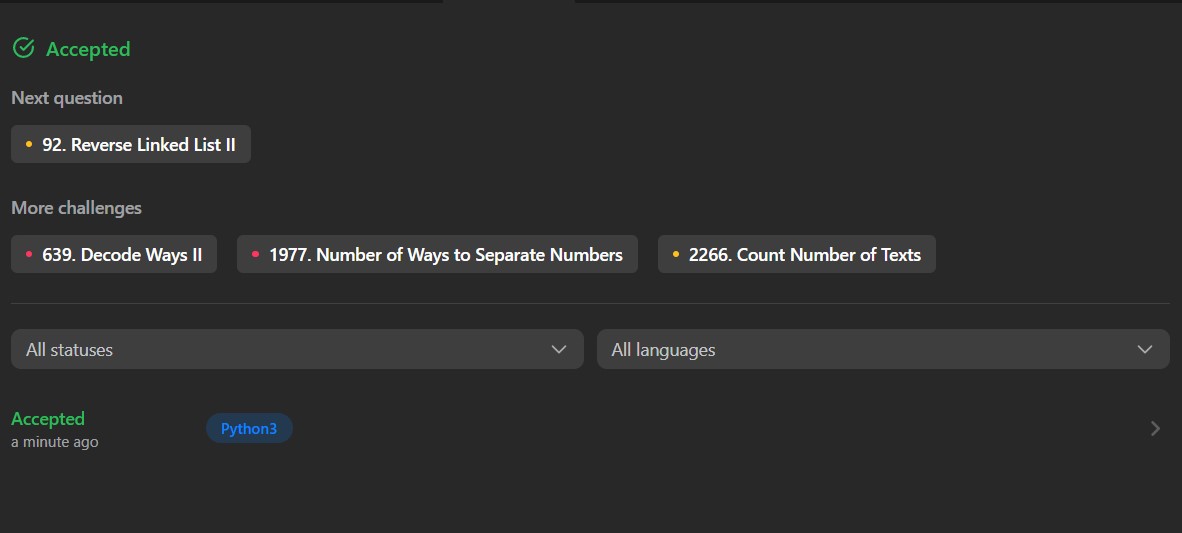 Accepted
Next question
92. Reverse Linked List II
More challenges
639. Decode Ways II
1977. Number of Ways to Separate Numbers
2266. Count Number of Texts
All statuses
All languages
Accepted
Python3
a minute ago